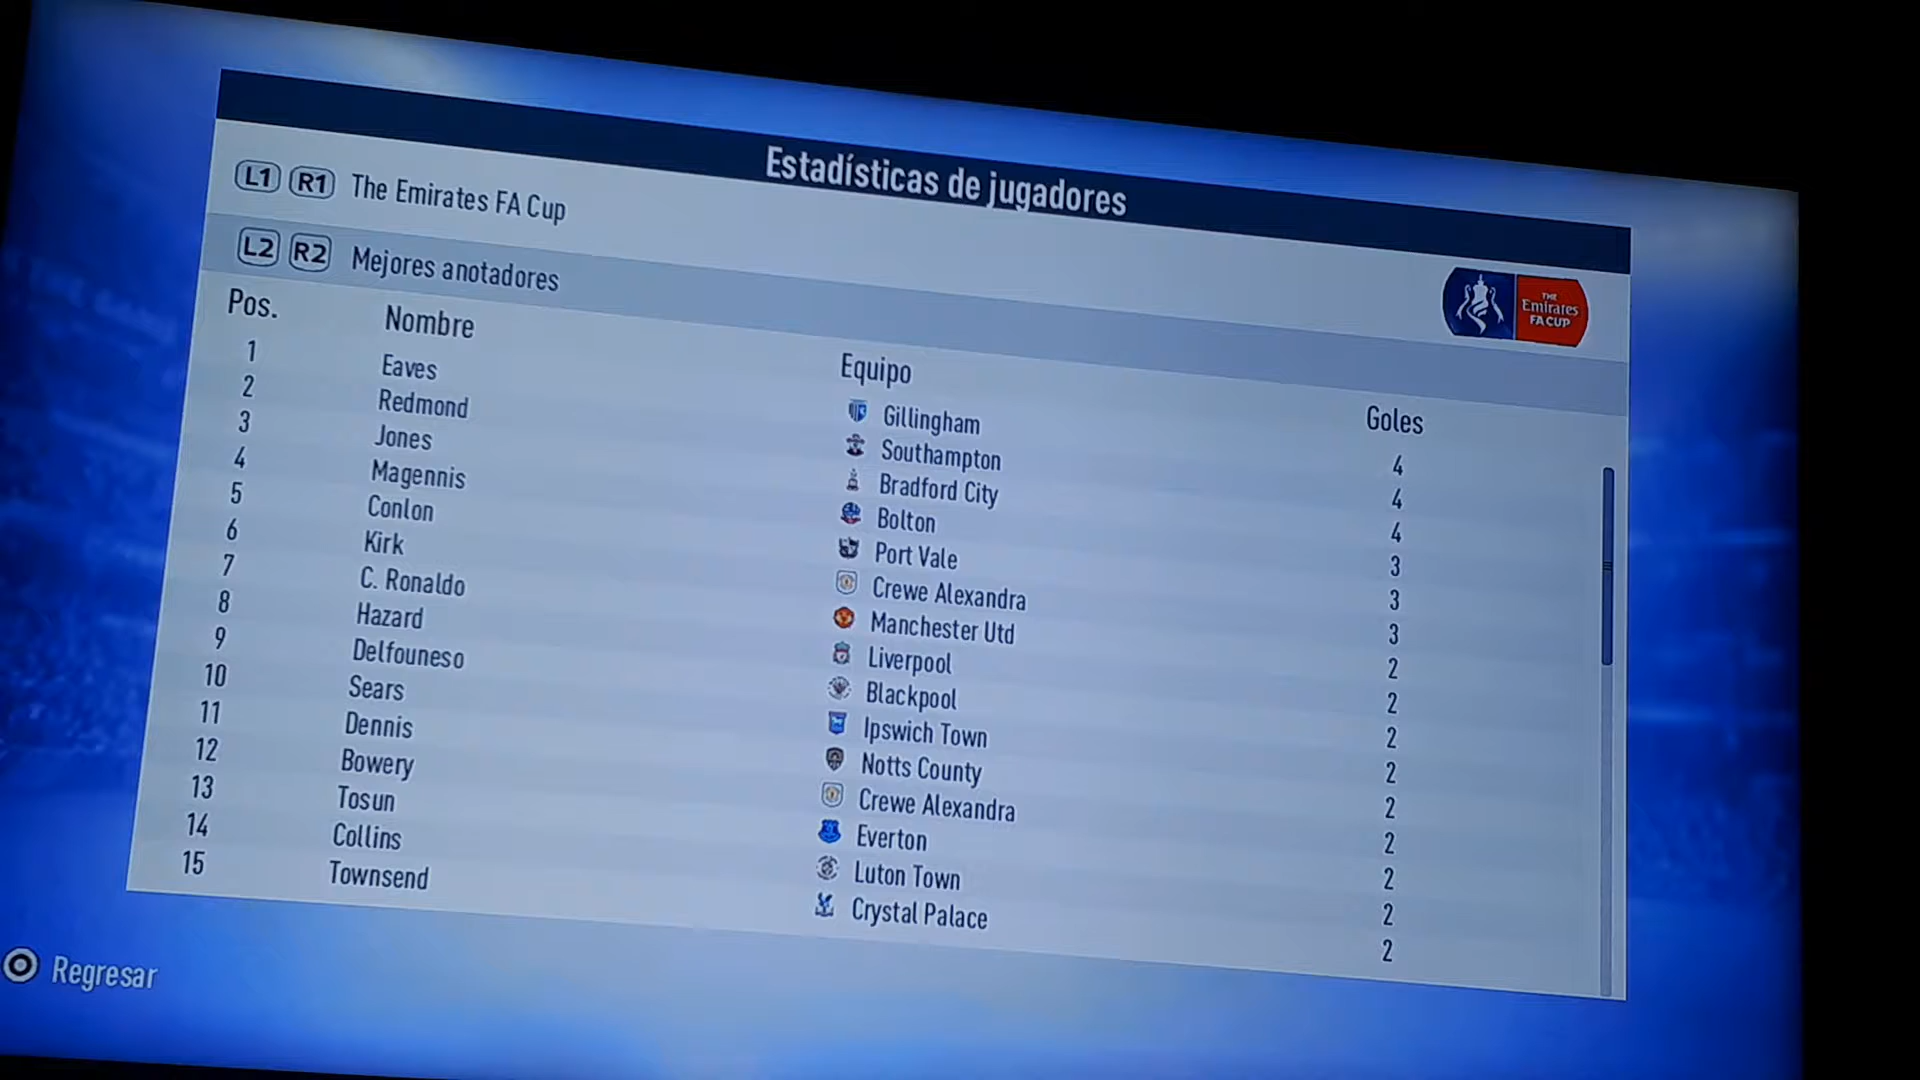 Estadísticas de jugadores
L1 R1 The Emirates FA Cup
L2 R2 Mejores anotadores
THE
Emirates
FA CUP
Pos. Nombre Equipo Goles
1 Eaves Gillingham 4
2 Redmond Southampton 4
3 Jones Bradford City 4
4 Magennis Bolton 3
5 Conlon Port Vale 3
6 Kirk Crewe Alexandra 3
7 C. Ronaldo Manchester Utd 2
8 Hazard Liverpool 2
9 Delfouneso Blackpool 2
10 Sears Ipswich Town 2
11 Dennis Notts County 2
12 Bowery Crewe Alexandra 2
13 Tosun Everton 2
14 Collins Luton Town 2
15 Townsend Crystal Palace 2
Regresar